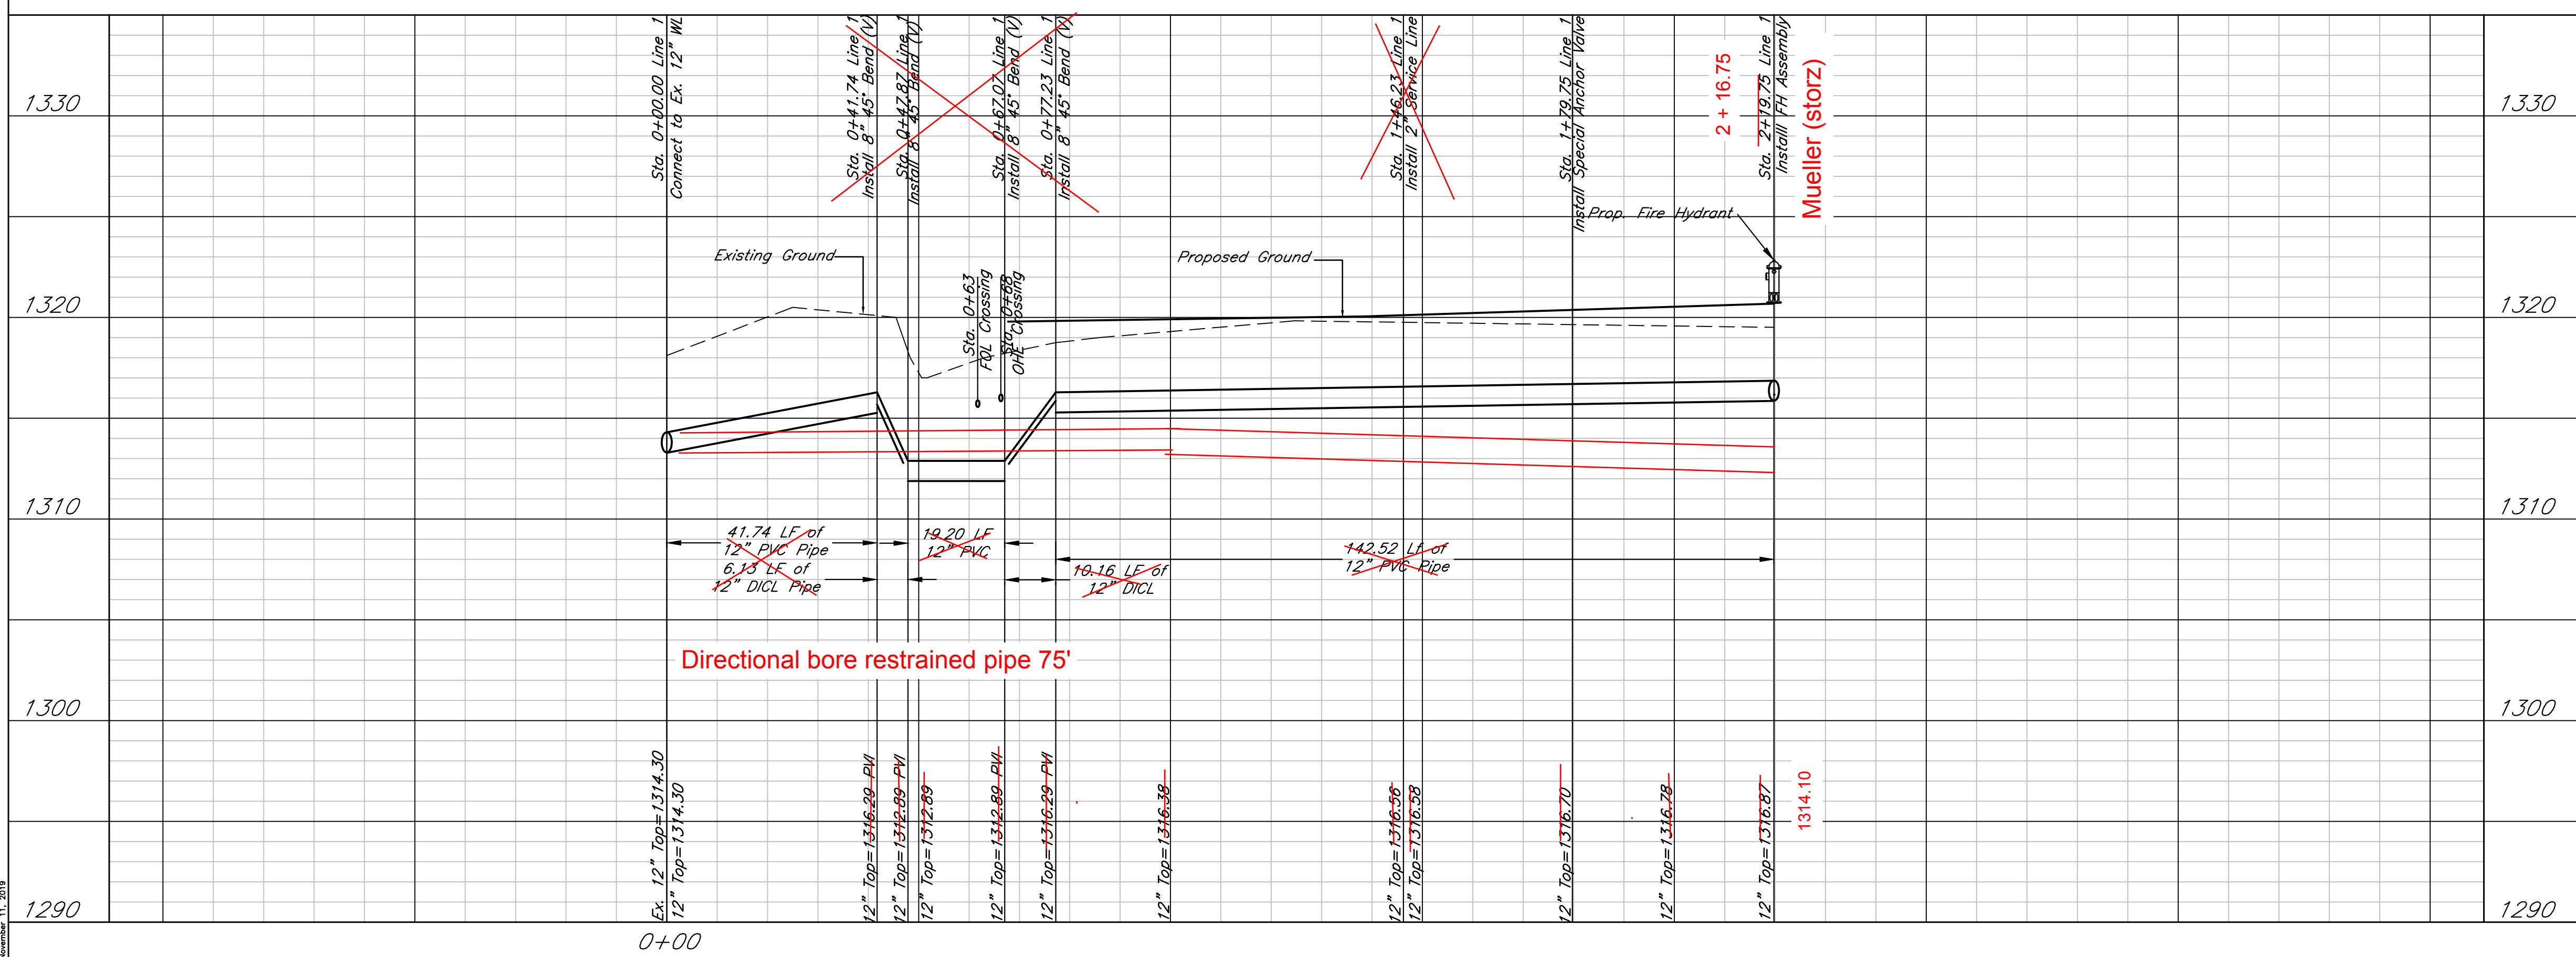 Sta. 0+00.00 Line 1
Connect to Ex. 12" WL
Sta. 0+41.74 Line 1
Install 8" 45° Bend (V)
Sta. 0+47.87 Line 1
Install 8" 45° Bend (V)
Sta. 0+67.07 Line 1
Install 8" 45° Bend (V)
Sta. 0+77.23 Line 1
Install 8" 45° Bend (V)
Sta. 1+46.23 Line 1
Install 2" Service Line
Sta. 1+79.75 Line 1
Install Special Anchor Valve
2 + 16.75
Sta. 2+19.75 Line 1
Installl FH Assembly
Mueller (storz)
1330
1330
Prop. Fire Hydrant
Existing Ground
Proposed Ground
Sta. 0+63
FOL Crossing
Sta. 0+68
OHE Crossing
1320
1320
1310
1310
41.74 LF of
12" PVC Pipe
6.13 LF of
12" DICL Pipe
19.20 LF
12" PVC
10.16 LF of
12" DICL
142.52 Lf of
12" PVC Pipe
Directional bore restrained pipe 75'
1300
1300
Ex. 12" Top=1314.30
12" Top=1314.30
12" Top=1316.29 PVI
12" Top=1312.89 PVI
12" Top=1312.89
12" Top=1312.89 PVI
12" Top=1316.29 PVI
12" Top=1316.38
12" Top=1316.56
12" Top=1316.58
12" Top=1316.70
12" Top=1316.78
12" Top=1316.87
1314.10
1290
1290
0+00
November 11, 2019